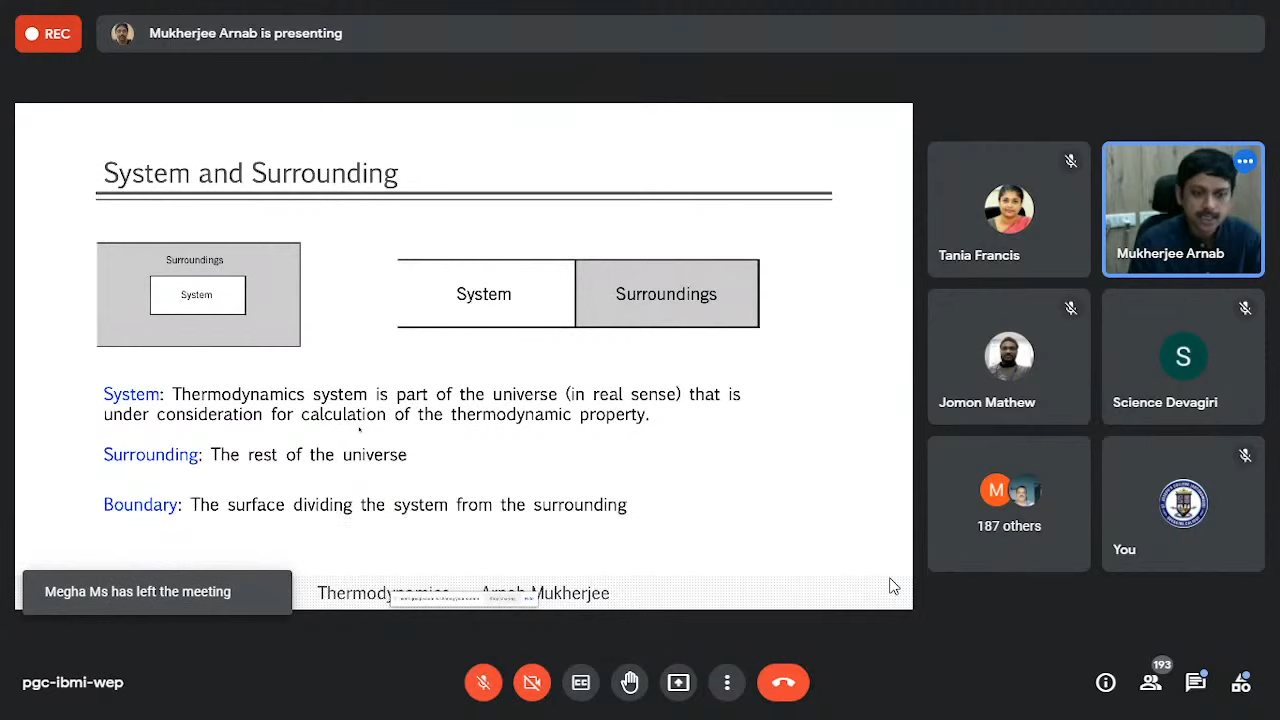 REC
Mukherjee Arnab is presenting
System and Surrounding
Surroundings
System
System
Surroundings
System: Thermodynamics system is part of the universe (in real sense) that is
under consideration for calculation of the thermodynamic property.
Surrounding: The rest of the universe
Boundary: The surface dividing the system from the surrounding
Arnab Mukherjee
Megha Ms has left the meeting
Tania Francis
Mukherjee Arnab
Jomon Mathew
S
Science Devagiri
M
187 others
You
pgc-ibmi-wep
CC
193